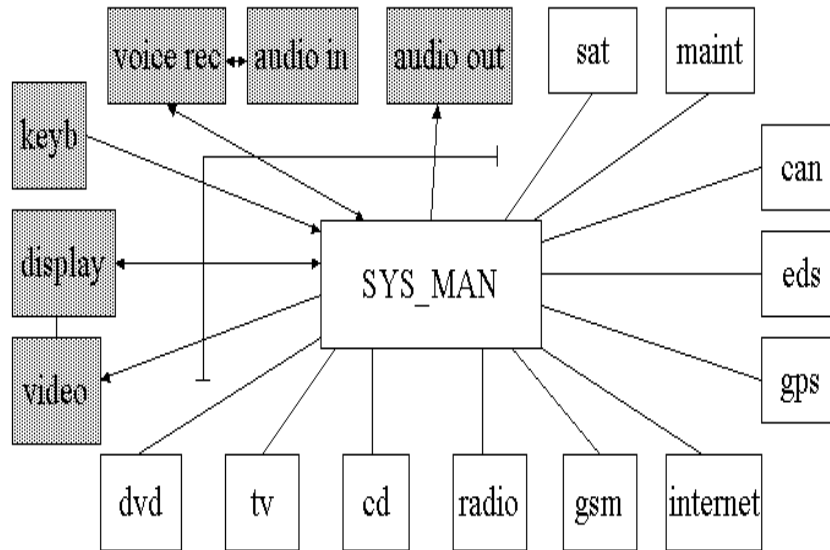 voice rec
audio in
audio out
sat
maint
keyb
can
display
SYS_MAN
eds
video
gps
dvd
tv
cd
radio
gsm
internet